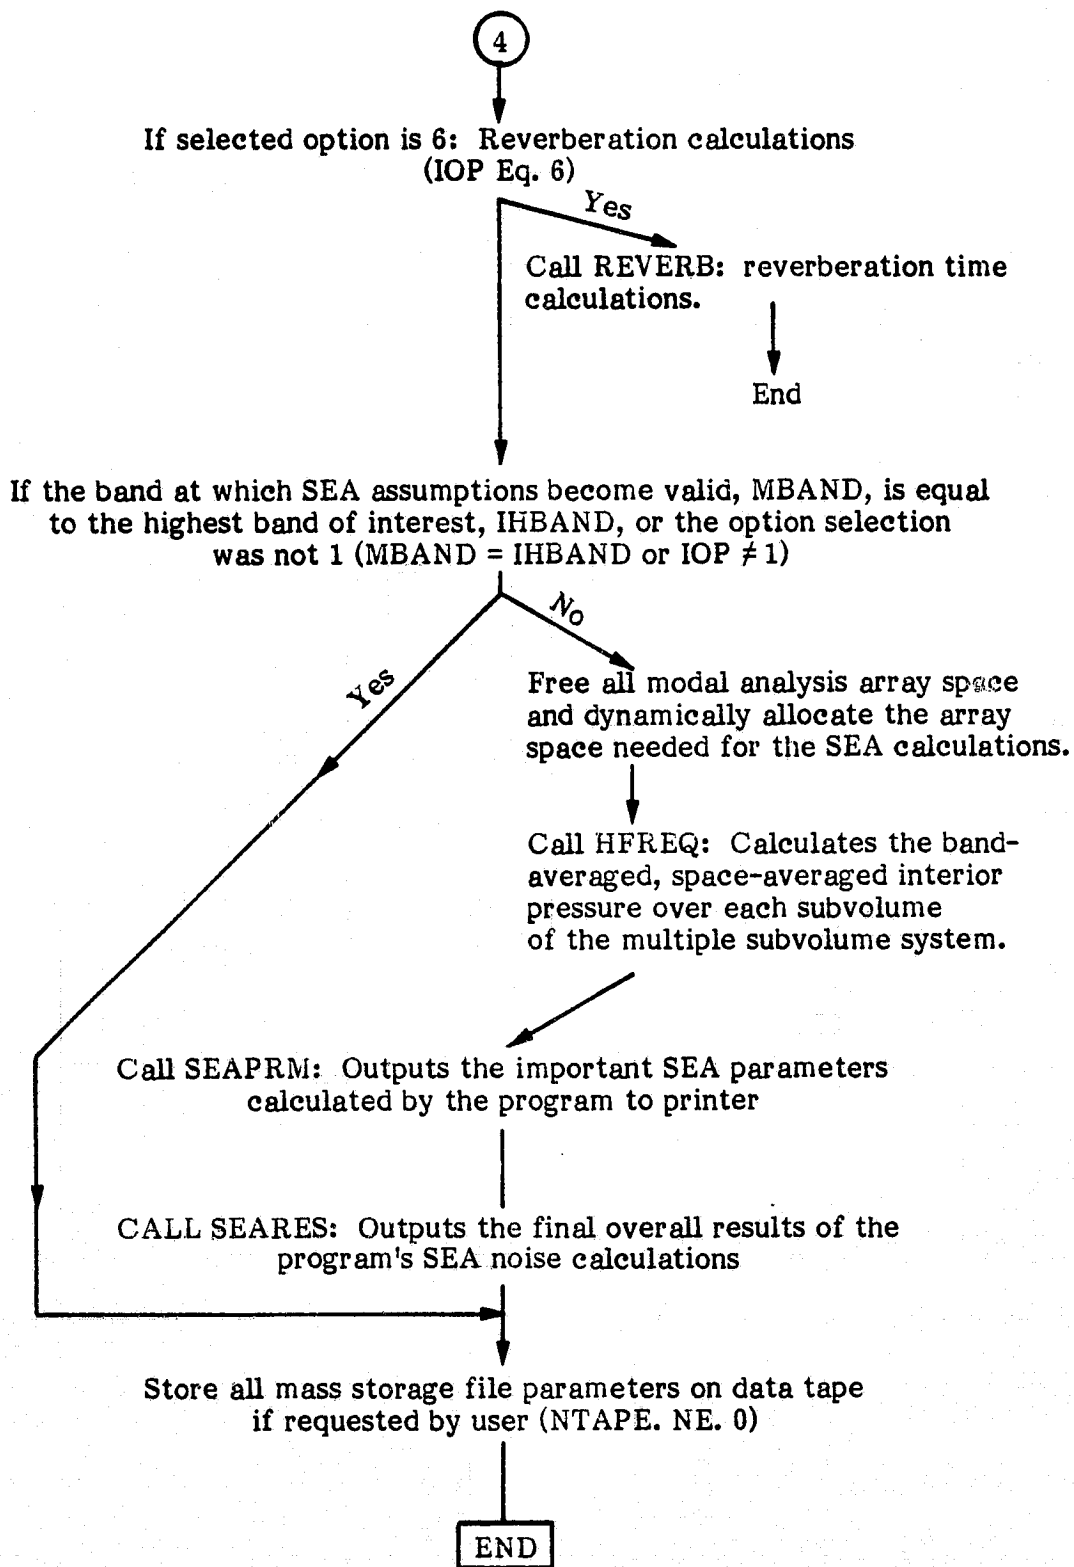 4
If selected option is 6: Reverberation calculations
(IOP Eq. 6)
Yes
Call REVERB: reverberation time
calculations.
End
If the band at which SEA assumptions become valid, MBAND, is equal
to the highest band of interest, IHBAND, or the option selection
was not 1 (MBAND = IHBAND or IOP ≠ 1)
No
Yes
Free all modal analysis array space
and dynamically allocate the array
space needed for the SEA calculations.
Call HFREQ: Calculates the band-
averaged, space-averaged interior
pressure over each subvolume
of the multiple subvolume system.
Call SEAPRM: Outputs the important SEA parameters
calculated by the program to printer
CALL SEARES: Outputs the final overall results of the
program's SEA noise calculations
Store all mass storage file parameters on data tape
if requested by user (NTAPE. NE. 0)
END